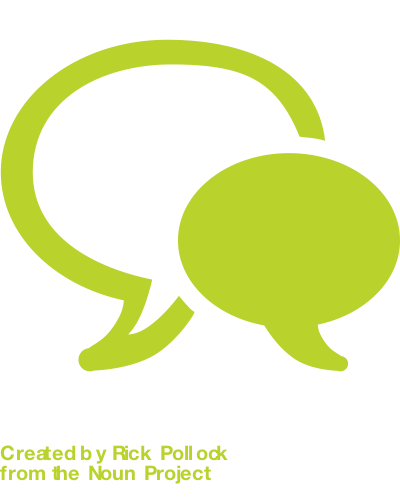 Created by Rick Pollock
from the Noun Project